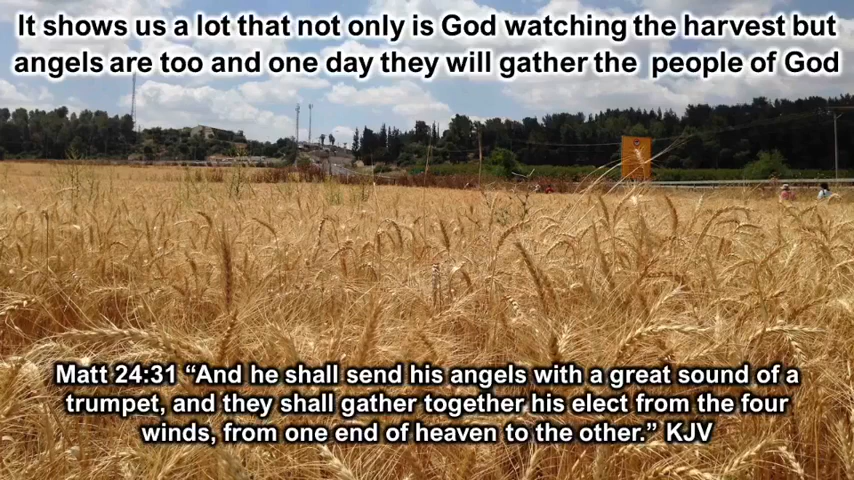 It shows us a lot that not only is God watching the harvest but
angels are too and one day they will gather the  people of God
Matt 24:31 “And he shall send his angels with a great sound of a
trumpet, and they shall gather together his elect from the four
winds, from one end of heaven to the other.” KJV